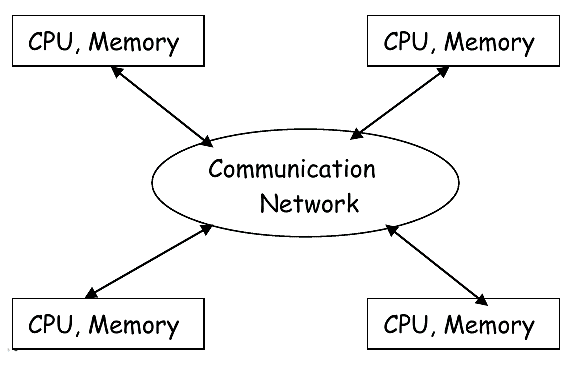 CPU, Memory
CPU, Memory
Communication
Network
CPU, Memory
CPU, Memory